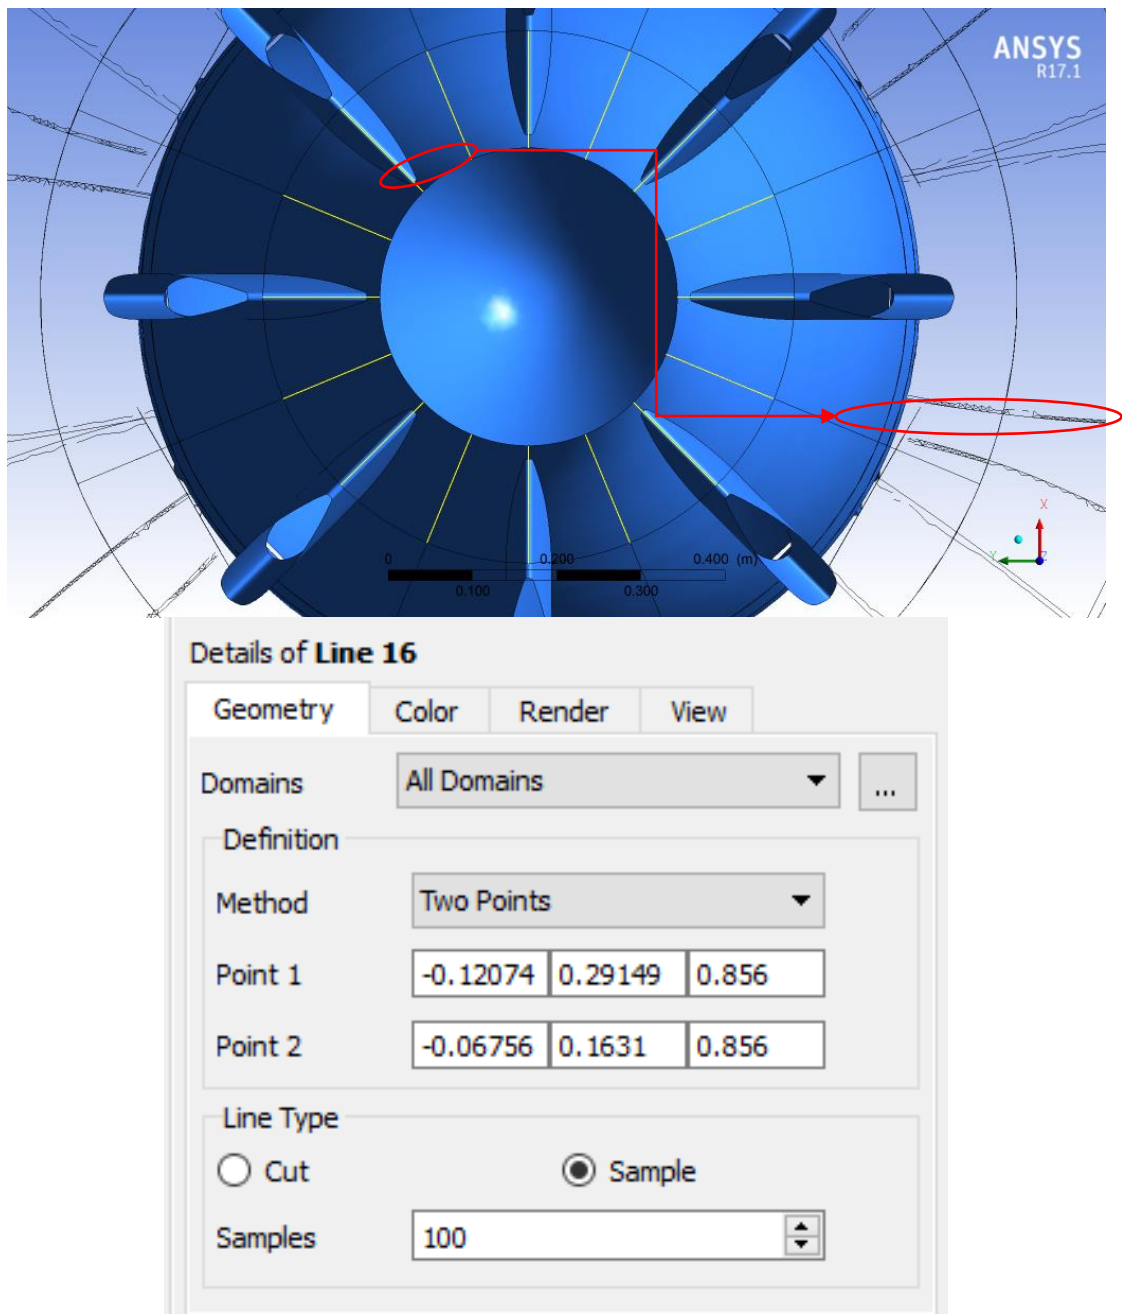 ANSYS
R17.1
X
Y
Z
0
0.200
0.400 (m)
0.100
0.300
Details of Line 16
Geometry
Color
Render
View
Domains
All Domains
...
Definition
Method
Two Points
Point 1
-0.12074
0.29149
0.856
Point 2
-0.06756
0.1631
0.856
Line Type
Cut
Sample
Samples
100